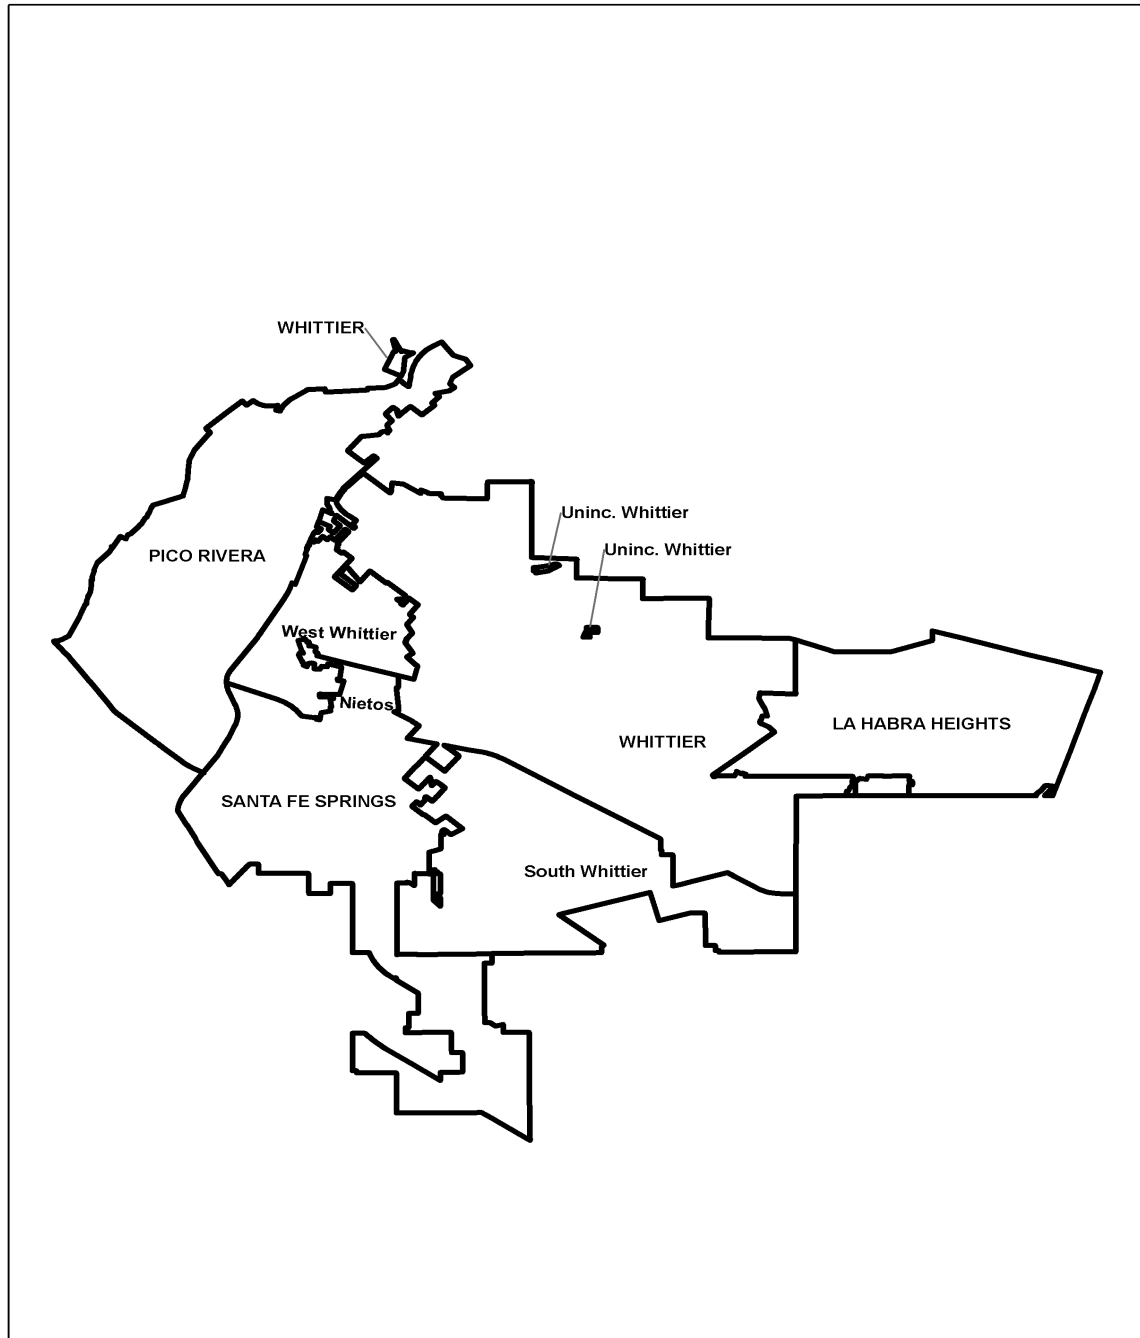 WHITTIER
Uninc. Whittier
Uninc. Whittier
PICO RIVERA
West Whittier
Nietos
LA HABRA HEIGHTS
WHITTIER
SANTA FE SPRINGS
South Whittier